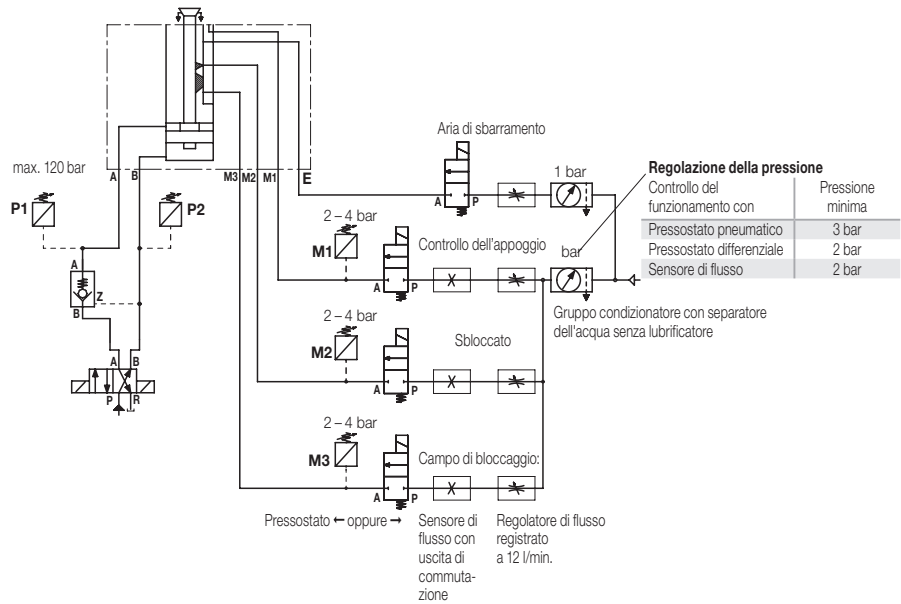 max. 120 bar
P1
P2
A
B
M3
M2
M1
E
A
Z
B
A
B
P
R
Aria di sbarramento
A
P
1 bar
Regolazione della pressione
Controllo del funzionamento con
Pressione minima
Pressostato pneumatico
3 bar
Pressostato differenziale
2 bar
Sensore di flusso
2 bar
2 – 4 bar
M1
Controllo dell'appoggio
A
P
X
bar
Gruppo condizionatore con separatore
dell'acqua senza lubrificatore
2 – 4 bar
M2
Sbloccato
A
P
X
2 – 4 bar
M3
Campo di bloccaggio:
A
P
X
Pressostato ← oppure →
Sensore di
flusso con
uscita di
commuta-
zione
Regolatore di flusso
registrato
a 12 l/min.